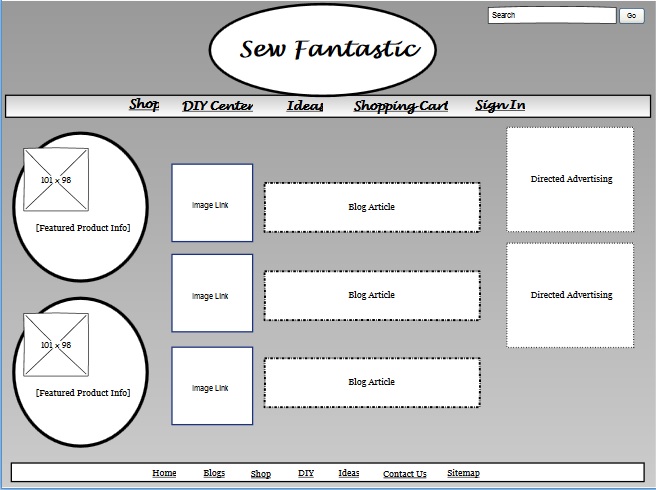 Search Go
Sew Fantastic
Shop DIY Center Ideas Shopping Cart Sign In
101 x 98
[Featured Product Info]
Image Link
Blog Article
Directed Advertising
Image Link
Blog Article
Directed Advertising
101 x 98
[Featured Product Info]
Image Link
Blog Article
Home Blogs Shop DIY Ideas Contact Us Sitemap